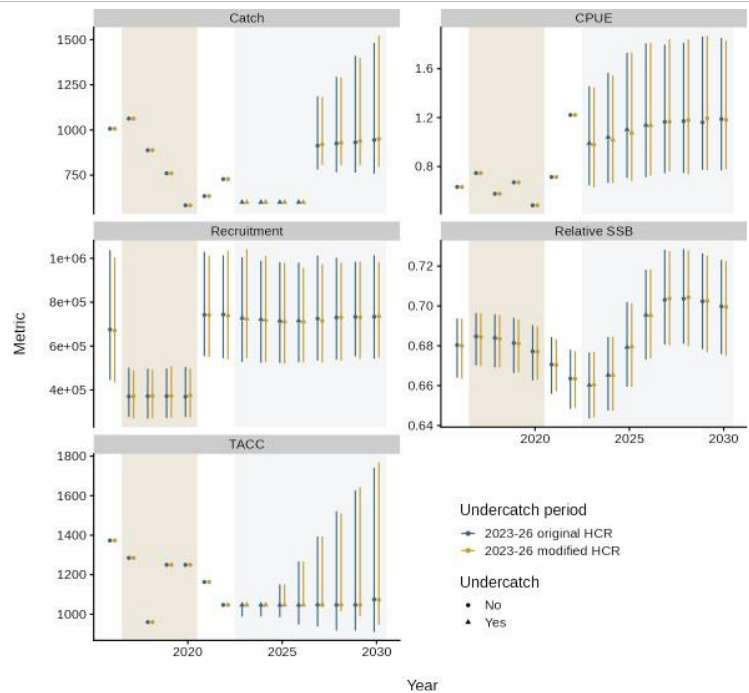 Catch
CPUE
1500
1250
1000
750
1.6
1.2
0.8
Recruitment
Relative SSB
1e+06
8e+05
6e+05
4e+05
0.72
0.70
0.68
0.66
0.64
2020
2025
2030
Metric
TACC
1800
1600
1400
1200
1000
2020
2025
2030
Undercatch period
2023-26 original HCR
2023-26 modified HCR
Undercatch
No
Yes
Year